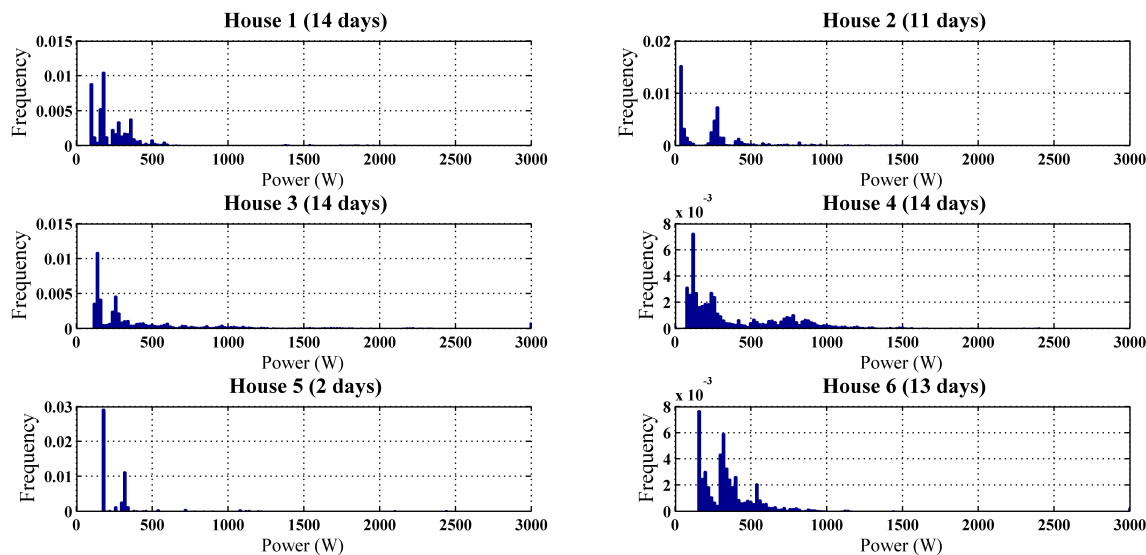 House 1 (14 days)
0.015
0.01
0.005
0
Frequency
0 500 1000 1500 2000 2500 3000
Power (W)
House 2 (11 days)
0.02
0.01
0
Frequency
0 500 1000 1500 2000 2500 3000
Power (W)
House 3 (14 days)
0.015
0.01
0.005
0
Frequency
0 500 1000 1500 2000 2500 3000
Power (W)
House 4 (14 days)
x 10⁻³
8
6
4
2
0
Frequency
0 500 1000 1500 2000 2500 3000
Power (W)
House 5 (2 days)
0.03
0.02
0.01
0
Frequency
0 500 1000 1500 2000 2500 3000
Power (W)
House 6 (13 days)
x 10⁻³
8
6
4
2
0
Frequency
0 500 1000 1500 2000 2500 3000
Power (W)